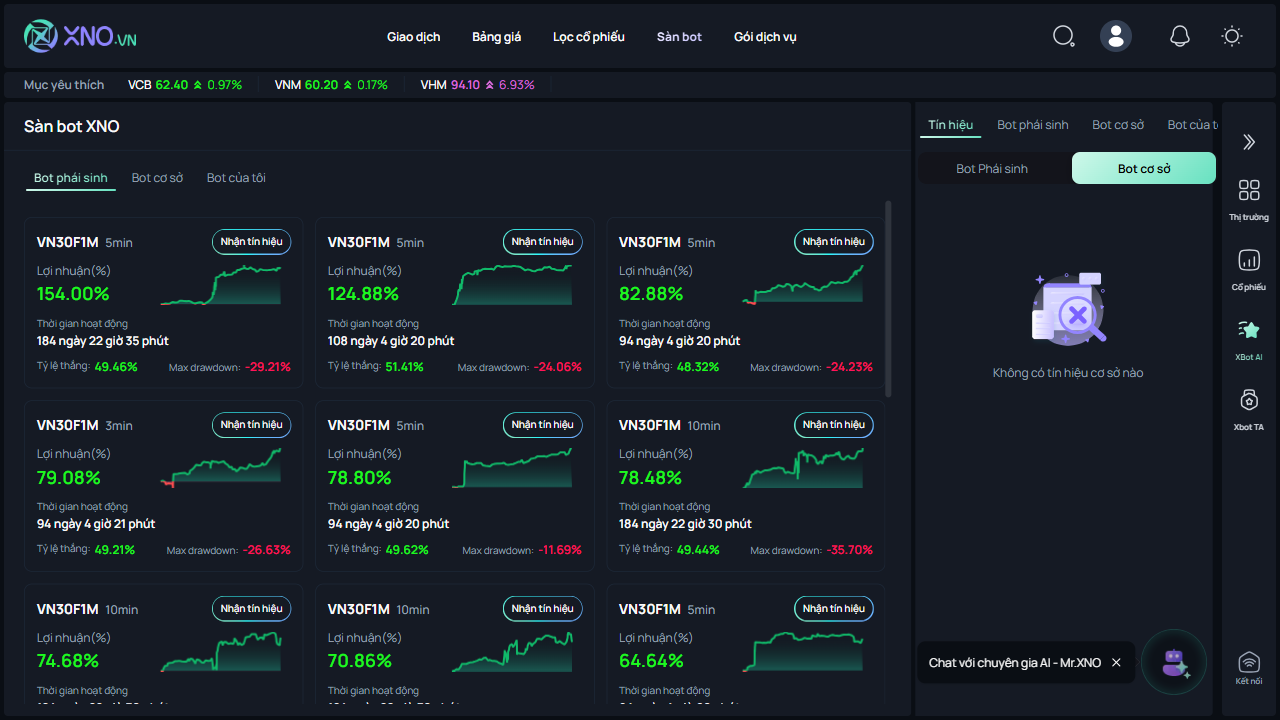 XNO.VN
Giao dịch Bảng giá Lọc cổ phiếu Sàn bot Gói dịch vụ
Mục yêu thích VCB 62.40 0.97% VNM 60.20 0.17% VHM 94.10 6.93%
Sàn bot XNO
Bot phái sinh Bot cơ sở Bot của tôi
VN30F1M 5min Nhận tín hiệu
Lợi nhuận(%)
154.00%
Thời gian hoạt động
184 ngày 22 giờ 35 phút
Tỷ lệ thắng: 49.46% Max drawdown: -29.21%
VN30F1M 5min Nhận tín hiệu
Lợi nhuận(%)
124.88%
Thời gian hoạt động
108 ngày 4 giờ 20 phút
Tỷ lệ thắng: 51.41% Max drawdown: -24.06%
VN30F1M 5min Nhận tín hiệu
Lợi nhuận(%)
82.88%
Thời gian hoạt động
94 ngày 4 giờ 20 phút
Tỷ lệ thắng: 48.32% Max drawdown: -24.23%
VN30F1M 3min Nhận tín hiệu
Lợi nhuận(%)
79.08%
Thời gian hoạt động
94 ngày 4 giờ 21 phút
Tỷ lệ thắng: 49.21% Max drawdown: -26.63%
VN30F1M 5min Nhận tín hiệu
Lợi nhuận(%)
78.80%
Thời gian hoạt động
94 ngày 4 giờ 20 phút
Tỷ lệ thắng: 49.62% Max drawdown: -11.69%
VN30F1M 10min Nhận tín hiệu
Lợi nhuận(%)
78.48%
Thời gian hoạt động
184 ngày 22 giờ 30 phút
Tỷ lệ thắng: 49.44% Max drawdown: -35.70%
VN30F1M 10min Nhận tín hiệu
Lợi nhuận(%)
74.68%
Thời gian hoạt động
VN30F1M 10min Nhận tín hiệu
Lợi nhuận(%)
70.86%
Thời gian hoạt động
VN30F1M 5min Nhận tín hiệu
Lợi nhuận(%)
64.64%
Thời gian hoạt động
Tín hiệu Bot phái sinh Bot cơ sở Bot của
Bot Phái sinh Bot cơ sở
Không có tín hiệu cơ sở nào
Chat với chuyên gia AI - Mr.XNO
Thị trường
Cổ phiếu
XBot AI
Xbot TA
Kết nối